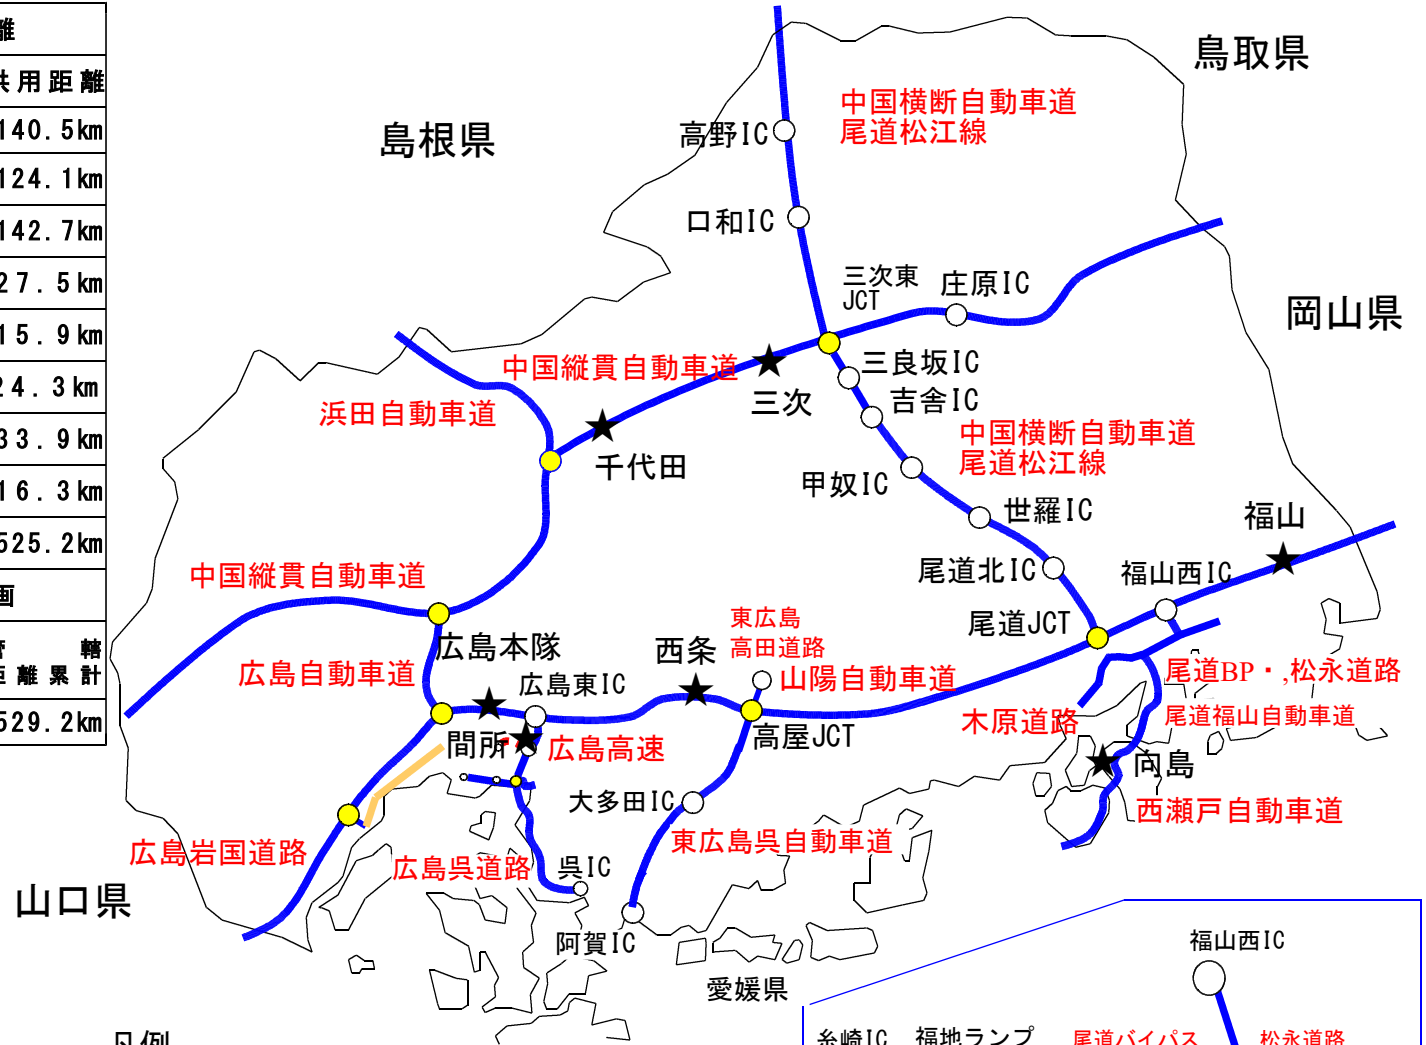 離
共用距離
140.5km
124.1km
142.7km
27.5km
15.9km
24.3km
33.9km
16.3km
525.2km
画
管轄
距離累計
529.2km
鳥取県
島根県
岡山県
山口県
愛媛県
中国横断自動車道
尾道松江線
高野IC
口和IC
三次東
JCT
庄原IC
中国縦貫自動車道
三次
三良坂IC
吉舎IC
浜田自動車道
千代田
中国横断自動車道
尾道松江線
甲奴IC
世羅IC
福山
尾道北IC
福山西IC
中国縦貫自動車道
尾道JCT
広島自動車道
広島本隊
西条
東広島
高田道路
広島東IC
山陽自動車道
尾道BP・,松永道路
尾道福山自動車道
木原道路
間所
広島高速
高屋JCT
向島
大多田IC
西瀬戸自動車道
広島岩国道路
東広島呉自動車道
広島呉道路
呉IC
阿賀IC
福山西IC
凡例
糸崎IC
福地ランプ
尾道バイパス
松永道路